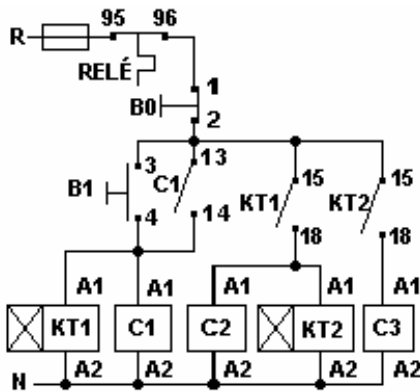 95 96
R
RELÉ
1
B0
2
3 13 15 15
B1 C1 KT1 KT2
4 14 18 18
A1 A1 A1 A1 A1
KT1 C1 C2 KT2 C3
A2 A2 A2 A2 A2
N